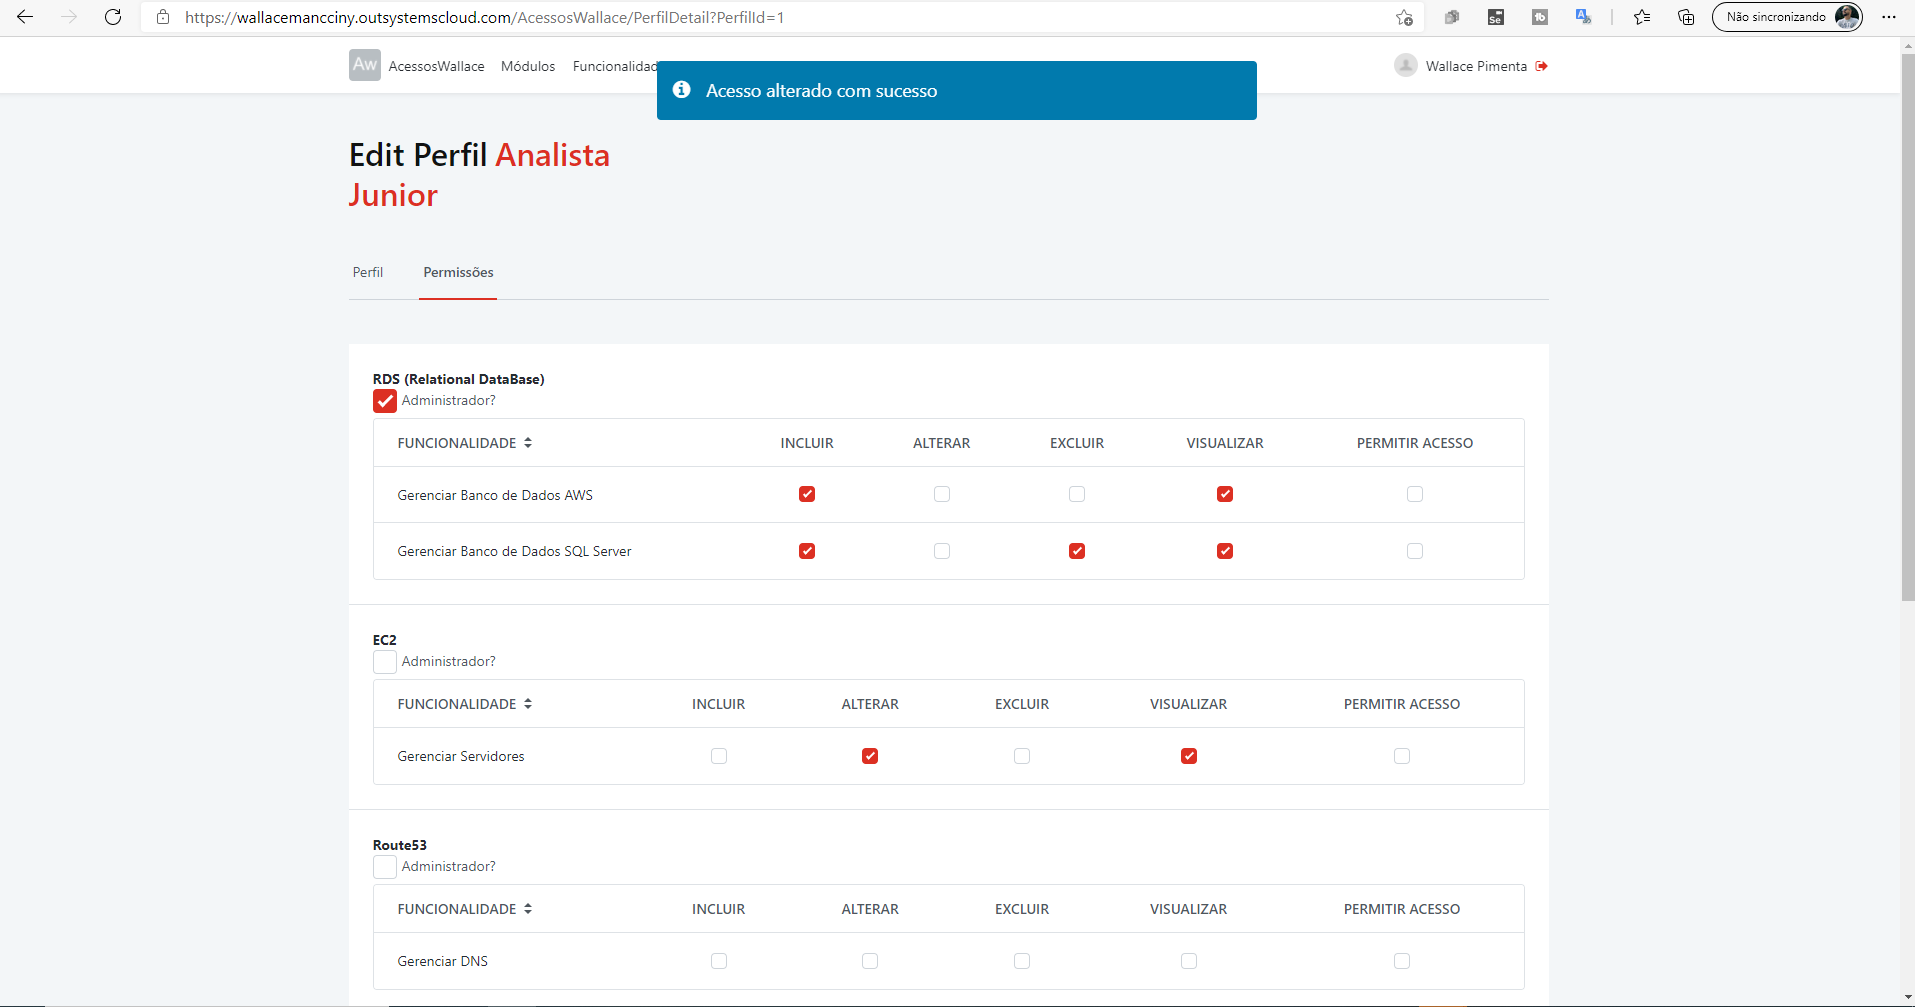 https://wallacemancciny.outsystemscloud.com/AcessosWallace/PerfilDetail?PerfilId=1
Se
tb
Não sincronizando
Aw
AcessosWallace Módulos Funcionalidad
Wallace Pimenta
Acesso alterado com sucesso
Edit Perfil Analista
Junior
Perfil Permissões
RDS (Relational DataBase)
Administrador?
FUNCIONALIDADE INCLUIR ALTERAR EXCLUIR VISUALIZAR PERMITIR ACESSO
Gerenciar Banco de Dados AWS
Gerenciar Banco de Dados SQL Server
EC2
Administrador?
FUNCIONALIDADE INCLUIR ALTERAR EXCLUIR VISUALIZAR PERMITIR ACESSO
Gerenciar Servidores
Route53
Administrador?
FUNCIONALIDADE INCLUIR ALTERAR EXCLUIR VISUALIZAR PERMITIR ACESSO
Gerenciar DNS